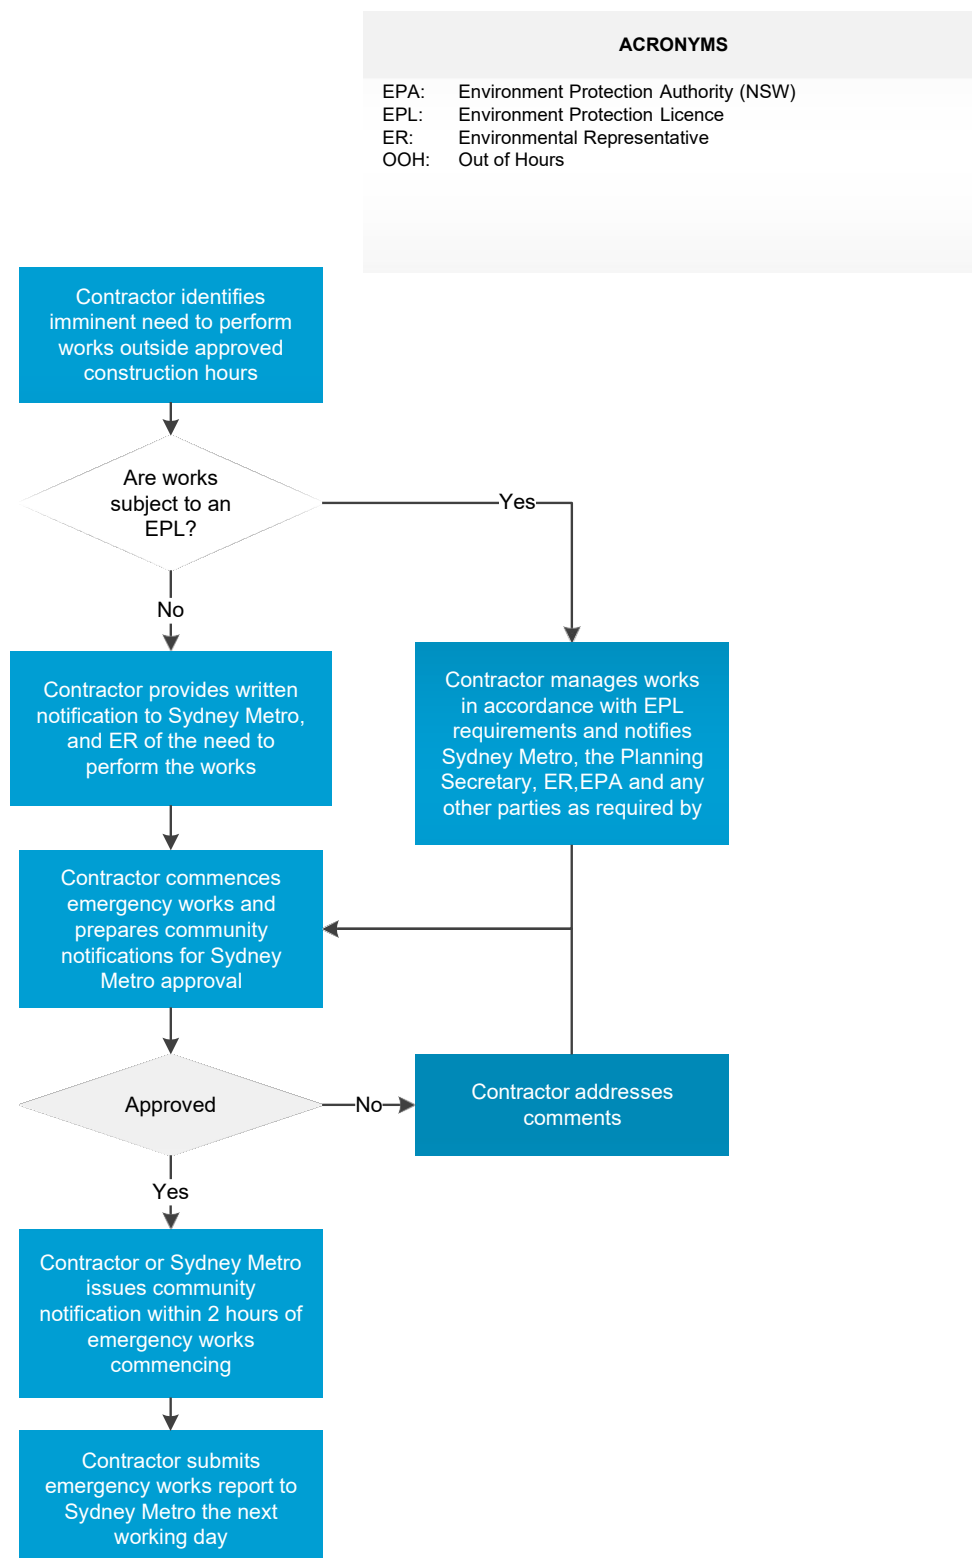 ACRONYMS
EPA: Environment Protection Authority (NSW)
EPL: Environment Protection Licence
ER: Environmental Representative
OOH: Out of Hours
Contractor identifies
imminent need to perform
works outside approved
construction hours
Are works
subject to an
EPL?
Yes
No
Contractor provides written
notification to Sydney Metro,
and ER of the need to
perform the works
Contractor manages works
in accordance with EPL
requirements and notifies
Sydney Metro, the Planning
Secretary, ER,EPA and any
other parties as required by
Contractor commences
emergency works and
prepares community
notifications for Sydney
Metro approval
Approved
No
Contractor addresses
comments
Yes
Contractor or Sydney Metro
issues community
notification within 2 hours of
emergency works
commencing
Contractor submits
emergency works report to
Sydney Metro the next
working day